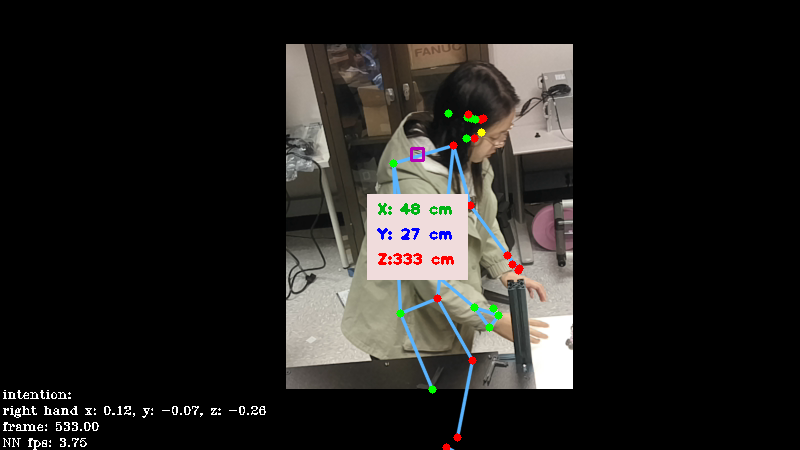 FANUC
X: 48 cm
Y: 27 cm
Z:333 cm
intention:
right hand x: 0.12, y: -0.07, z: -0.26
frame: 533.00
NN fps: 3.75